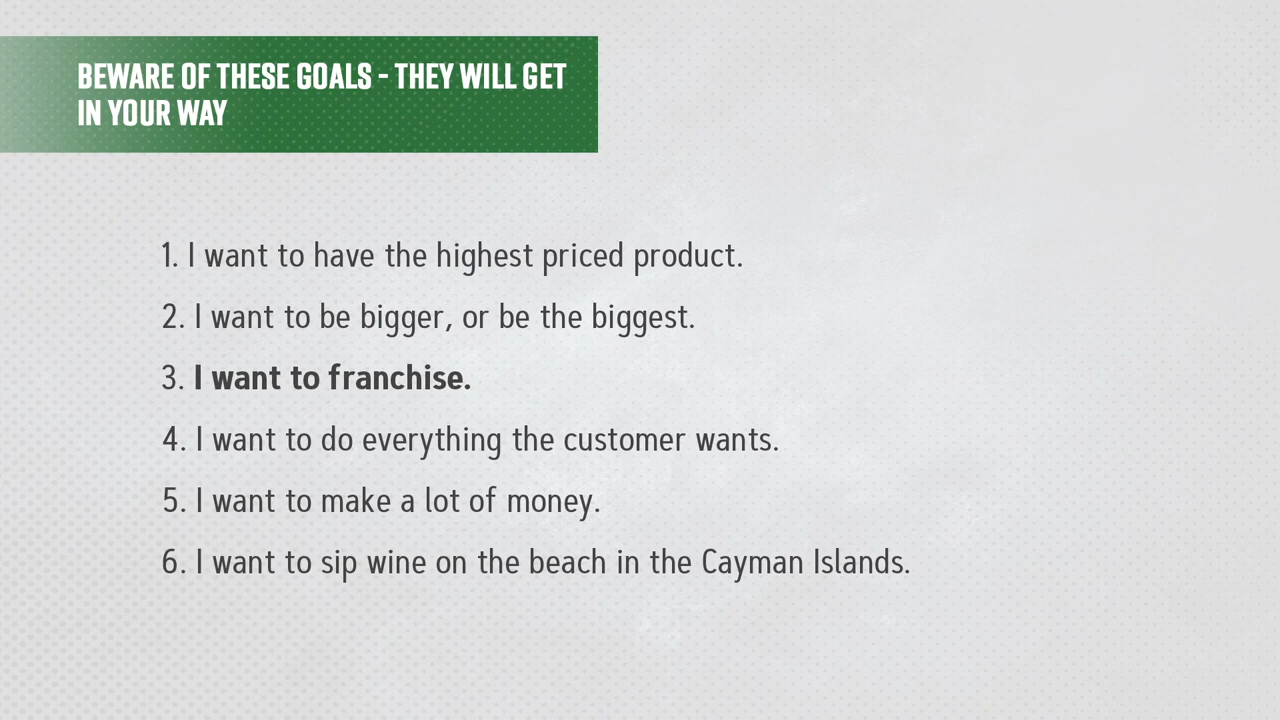 BEWARE OF THESE GOALS - THEY WILL GET
IN YOUR WAY
1. I want to have the highest priced product.
2. I want to be bigger, or be the biggest.
3. I want to franchise.
4. I want to do everything the customer wants.
5. I want to make a lot of money.
6. I want to sip wine on the beach in the Cayman Islands.